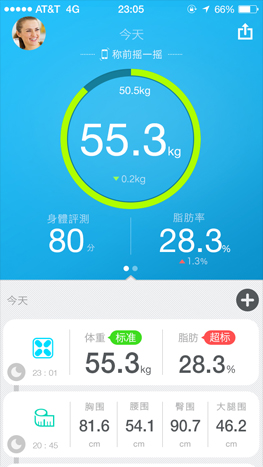 AT&T 4G 23:05 66%
今天
称前摇一摇
50.5kg
55.3kg
0.2kg
身體評測 脂肪率
80分 28.3%
1.3%
今天
体重 标准 脂肪 超标
55.3kg 28.3%
23:01
胸围 腰围 臀围 大腿围
81.6 54.1 90.7 46.2
cm cm cm cm
20:45